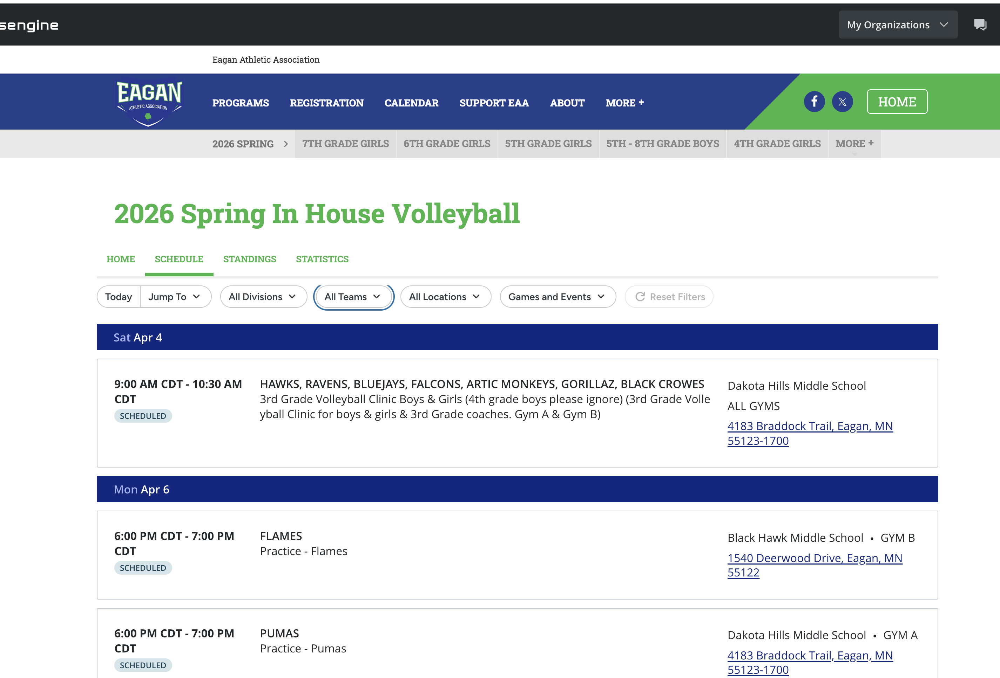 sengine
My Organizations
Eagan Athletic Association
EAGAN
ATHLETIC ASSOCIATION
PROGRAMS REGISTRATION CALENDAR SUPPORT EAA ABOUT MORE +
HOME
2026 SPRING > 7TH GRADE GIRLS 6TH GRADE GIRLS 5TH GRADE GIRLS 5TH - 8TH GRADE BOYS 4TH GRADE GIRLS MORE +
2026 Spring In House Volleyball
HOME SCHEDULE STANDINGS STATISTICS
Today Jump To All Divisions All Teams All Locations Games and Events Reset Filters
Sat Apr 4
9:00 AM CDT - 10:30 AM
CDT
SCHEDULED
HAWKS, RAVENS, BLUEJAYS, FALCONS, ARTIC MONKEYS, GORILLAZ, BLACK CROWES
3rd Grade Volleyball Clinic Boys & Girls (4th grade boys please ignore) (3rd Grade Volle
yball Clinic for boys & girls & 3rd Grade coaches. Gym A & Gym B)
Dakota Hills Middle School
ALL GYMS
4183 Braddock Trail, Eagan, MN
55123-1700
Mon Apr 6
6:00 PM CDT - 7:00 PM
CDT
SCHEDULED
FLAMES
Practice - Flames
Black Hawk Middle School • GYM B
1540 Deerwood Drive, Eagan, MN
55122
6:00 PM CDT - 7:00 PM
CDT
SCHEDULED
PUMAS
Practice - Pumas
Dakota Hills Middle School • GYM A
4183 Braddock Trail, Eagan, MN
55123-1700